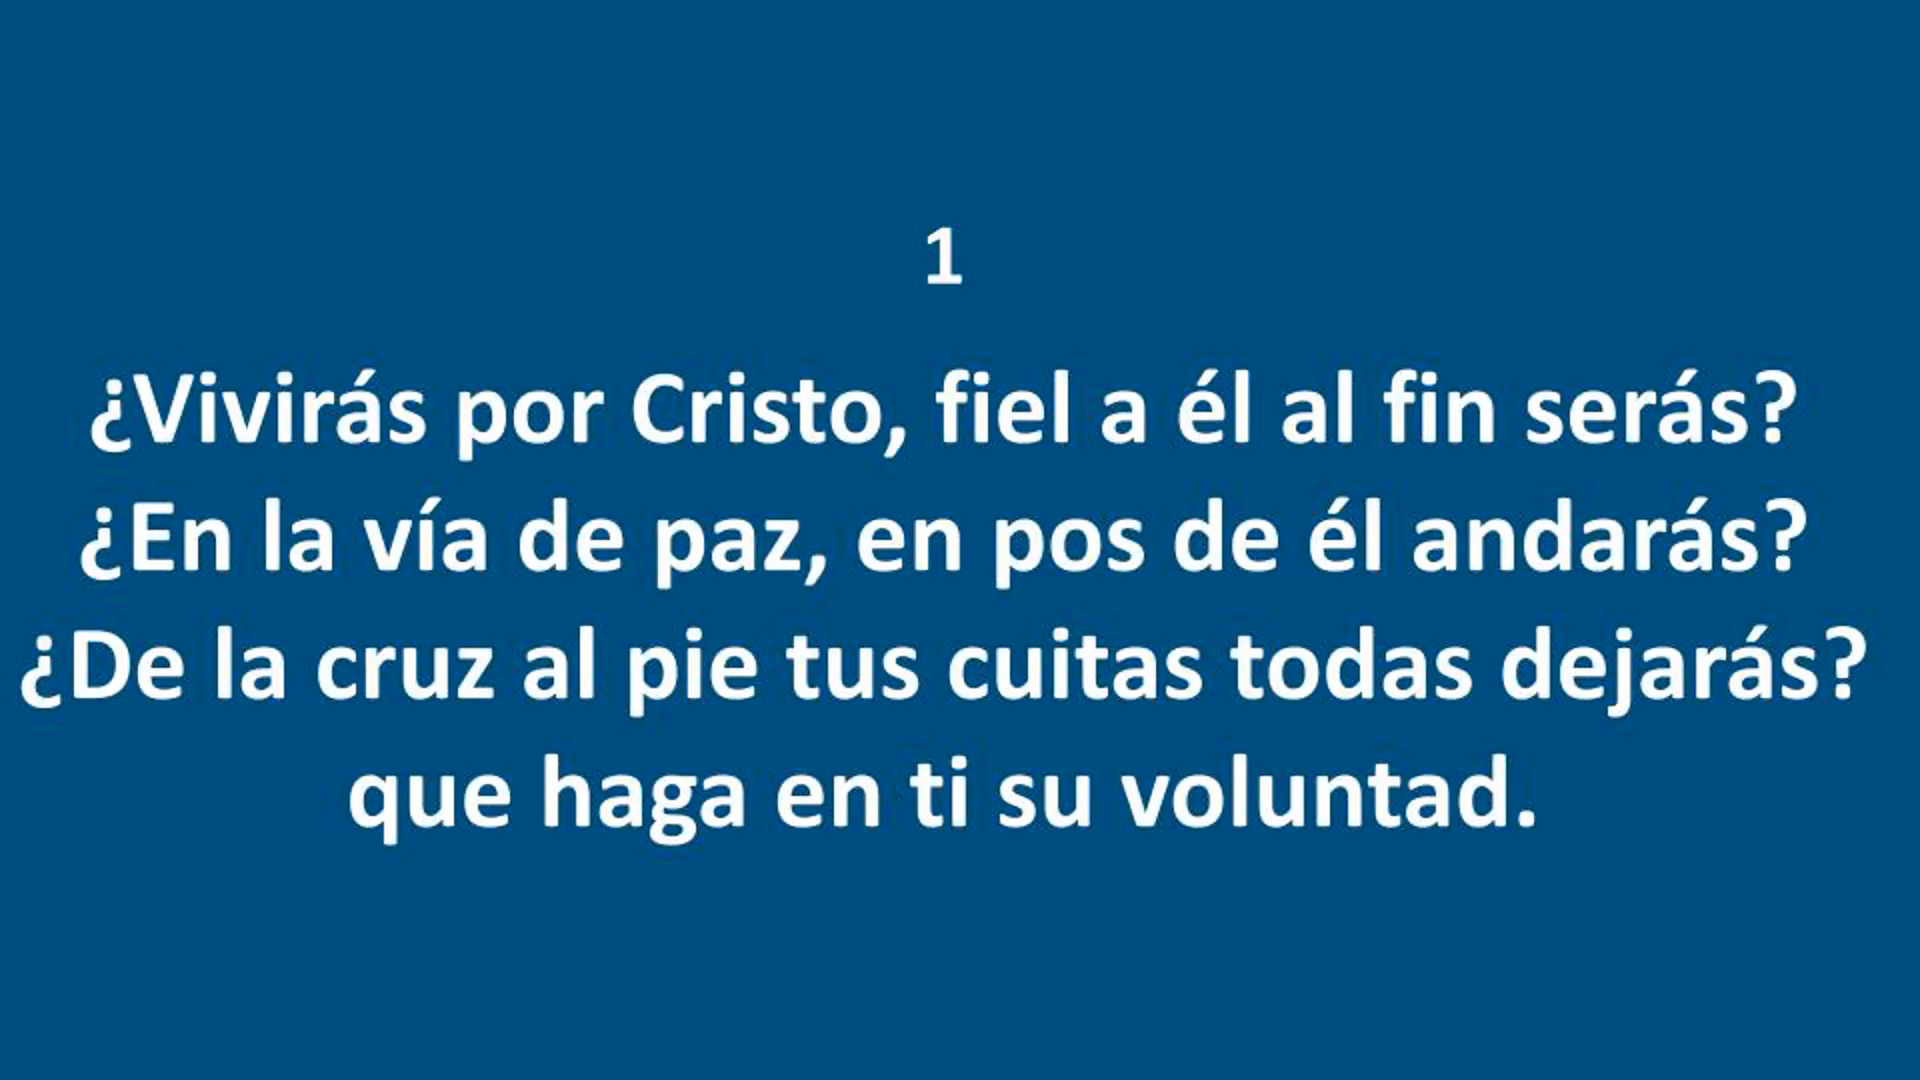 1
¿Vivirás por Cristo, fiel a él al fin serás?
¿En la vía de paz, en pos de él andarás?
¿De la cruz al pie tus cuitas todas dejarás?
que haga en ti su voluntad.